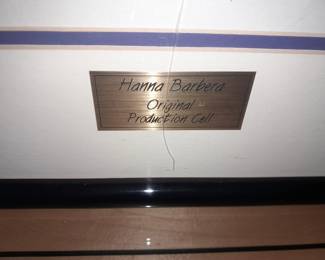 Hanna Barbera
Original
Production Cell